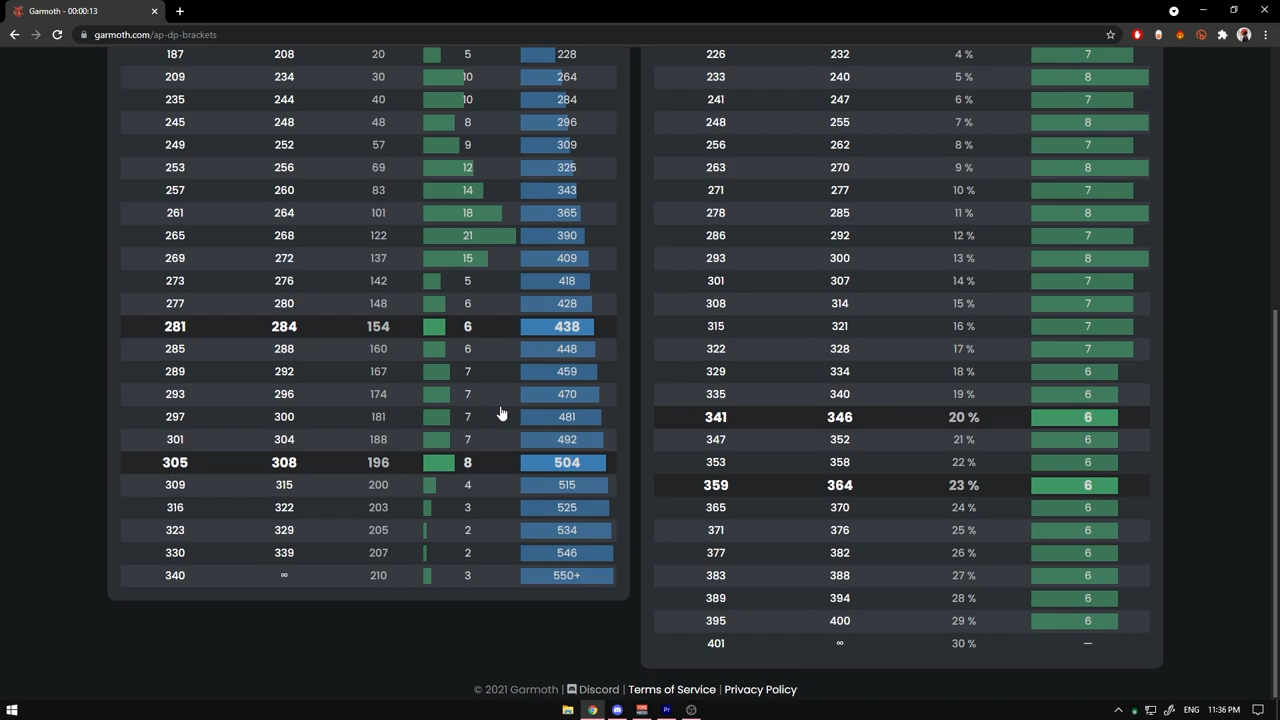 Garmoth - 00:00:13
garmoth.com/ap-dp-brackets
187 208 20 5 228
209 234 30 10 264
235 244 40 10 284
245 248 48 8 296
249 252 57 9 309
253 256 69 12 325
257 260 83 14 343
261 264 101 18 365
265 268 122 21 390
269 272 137 15 409
273 276 142 5 418
277 280 148 6 428
281 284 154 6 438
285 288 160 6 448
289 292 167 7 459
293 296 174 7 470
297 300 181 7 481
301 304 188 7 492
305 308 196 8 504
309 315 200 4 515
316 322 203 3 525
323 329 205 2 534
330 339 207 2 546
340 ∞ 210 3 550+
226 232 4 % 7
233 240 5 % 8
241 247 6 % 7
248 255 7 % 8
256 262 8 % 7
263 270 9 % 8
271 277 10 % 7
278 285 11 % 8
286 292 12 % 7
293 300 13 % 8
301 307 14 % 7
308 314 15 % 7
315 321 16 % 7
322 328 17 % 7
329 334 18 % 6
335 340 19 % 6
341 346 20 % 6
347 352 21 % 6
353 358 22 % 6
359 364 23 % 6
365 370 24 % 6
371 376 25 % 6
377 382 26 % 6
383 388 27 % 6
389 394 28 % 6
395 400 29 % 6
401 ∞ 30 % —
© 2021 Garmoth | Discord | Terms of Service | Privacy Policy
ENG 11:36 PM